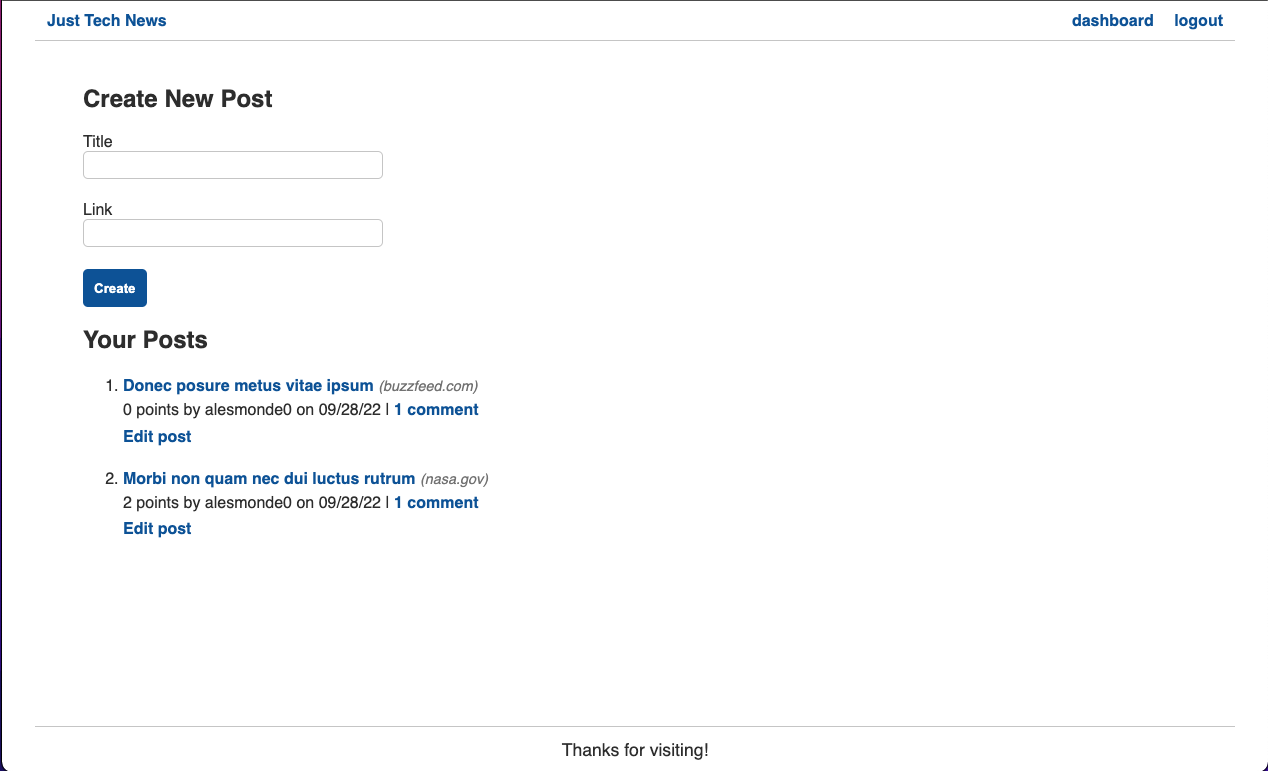 Just Tech News dashboard logout
Create New Post
Title
Link
Create
Your Posts
1. Donec posure metus vitae ipsum (buzzfeed.com)
0 points by alesmonde0 on 09/28/22 | 1 comment
Edit post
2. Morbi non quam nec dui luctus rutrum (nasa.gov)
2 points by alesmonde0 on 09/28/22 | 1 comment
Edit post
Thanks for visiting!